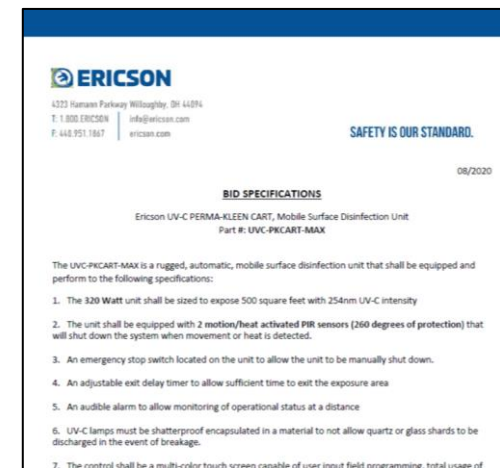 ERICSON
4323 Hamann Parkway Willoughby, OH 44094
T: 1.800.ERICSON info@ericson.com
F: 440.951.1867 ericson.com
SAFETY IS OUR STANDARD.
08/2020
BID SPECIFICATIONS
Ericson UV-C PERMA-KLEEN CART, Mobile Surface Disinfection Unit
Part #: UVC-PKCART-MAX
The UVC-PKCART-MAX is a rugged, automatic, mobile surface disinfection unit that shall be equipped and
perform to the following specifications:
1. The 320 Watt unit shall be sized to expose 500 square feet with 254nm UV-C intensity
2. The unit shall be equipped with 2 motion/heat activated PIR sensors (260 degrees of protection) that
will shut down the system when movement or heat is detected.
3. An emergency stop switch located on the unit to allow the unit to be manually shut down.
4. An adjustable exit delay timer to allow sufficient time to exit the exposure area
5. An audible alarm to allow monitoring of operational status at a distance
6. UV-C lamps must be shatterproof encapsulated in a material to not allow quartz or glass shards to be
discharged in the event of breakage.
7. The control shall be a multi-color touch screen capable of user input field programming, total usage of